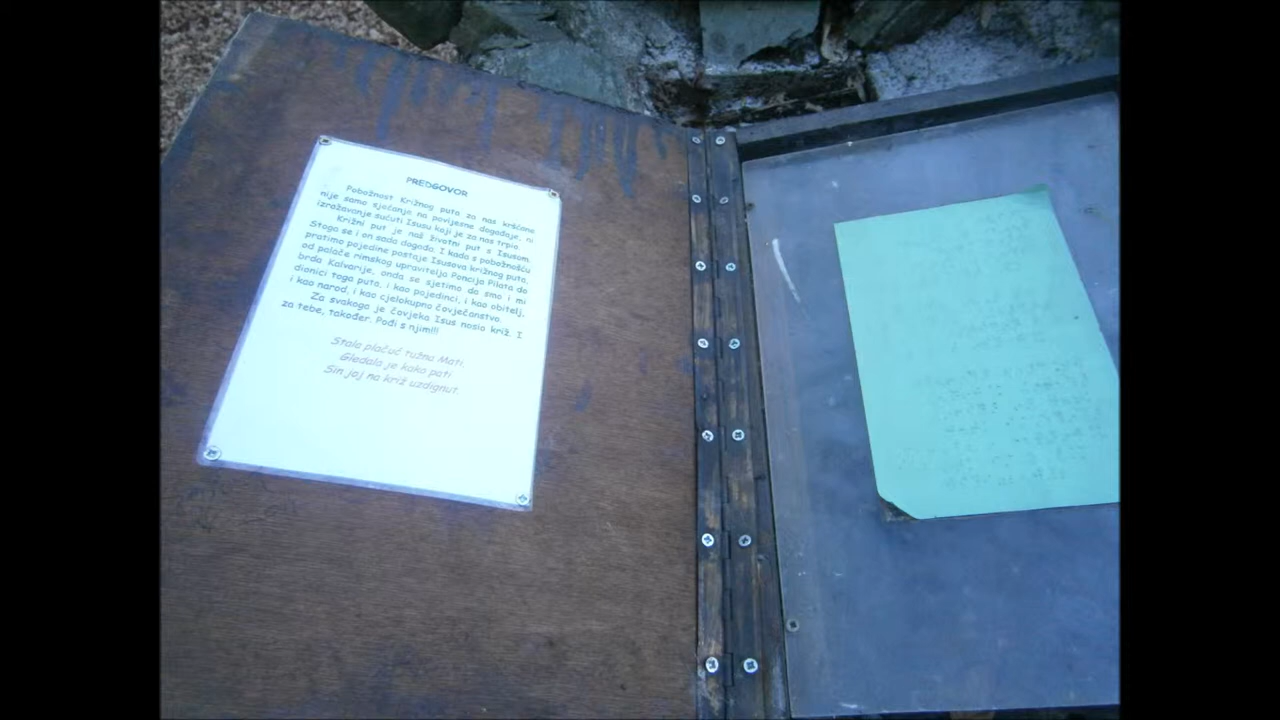 PREDGOVOR
Pobožnost Križnog puta za nas kršćane
nije samo sjećanje na povijesne događaje, ni
izražavanje sućuti Isusu koji je za nas trpio.
Križni put je naš životni put s Isusom.
Stoga se i on sada događa. I kada s pobožnošću
pratimo pojedine postaje Isusova križnog puta,
od palače rimskog upravitelja Poncija Pilata do
brda Kalvarije, onda se sjetimo da smo i mi
dionici toga puta, i kao pojedinci, i kao obitelj,
i kao narod, i kao cjelokupno čovječanstvo.
Za svakoga je čovjeka Isus nosio križ. I
za tebe, također. Pođi s njim!!!
Stala plačuć tužna Mati.
Gledala je kako pati
Sin joj na križ uzdignut.